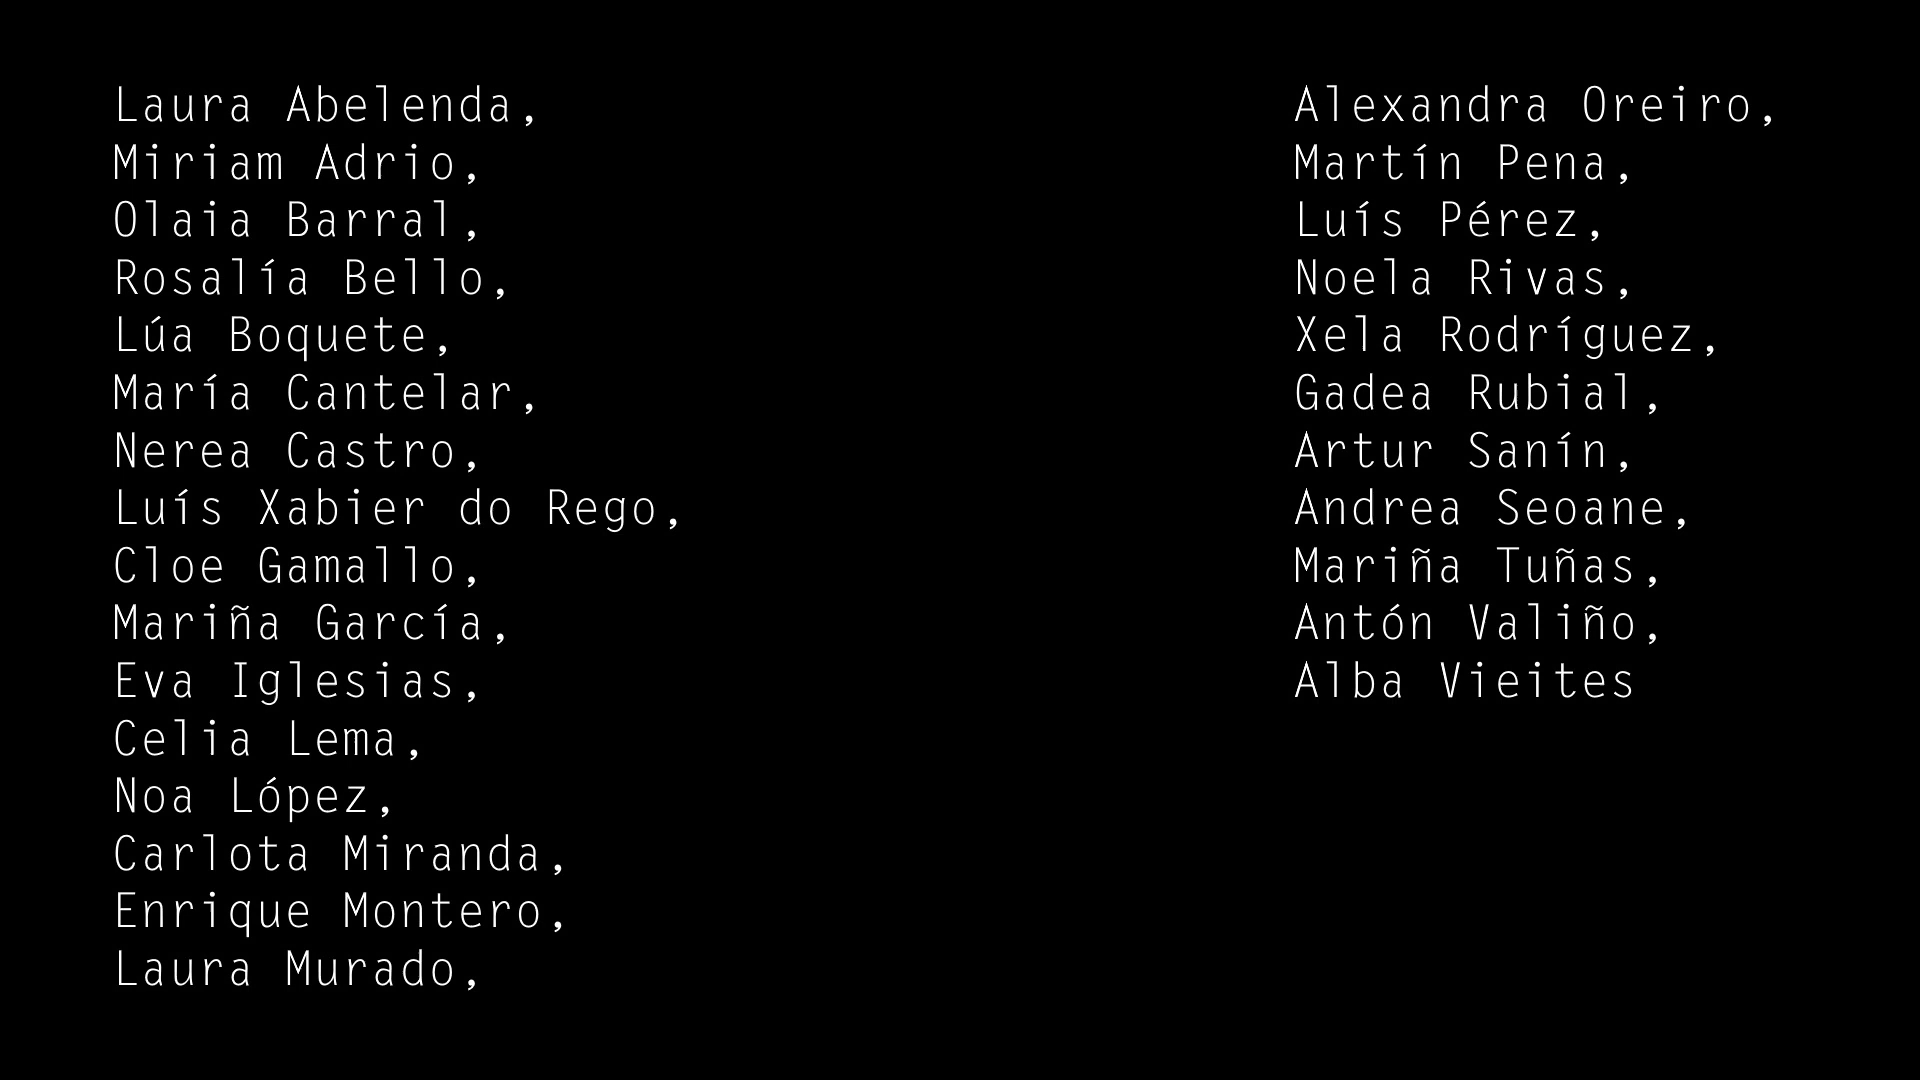 Laura Abelenda,
Miriam Adrio,
Olaia Barral,
Rosalía Bello,
Lúa Boquete,
María Cantelar,
Nerea Castro,
Luís Xabier do Rego,
Cloe Gamallo,
Mariña García,
Eva Iglesias,
Celia Lema,
Noa López,
Carlota Miranda,
Enrique Montero,
Laura Murado,
Alexandra Oreiro,
Martín Pena,
Luís Pérez,
Noela Rivas,
Xela Rodríguez,
Gadea Rubial,
Artur Sanín,
Andrea Seoane,
Mariña Tuñas,
Antón Valiño,
Alba Vieites